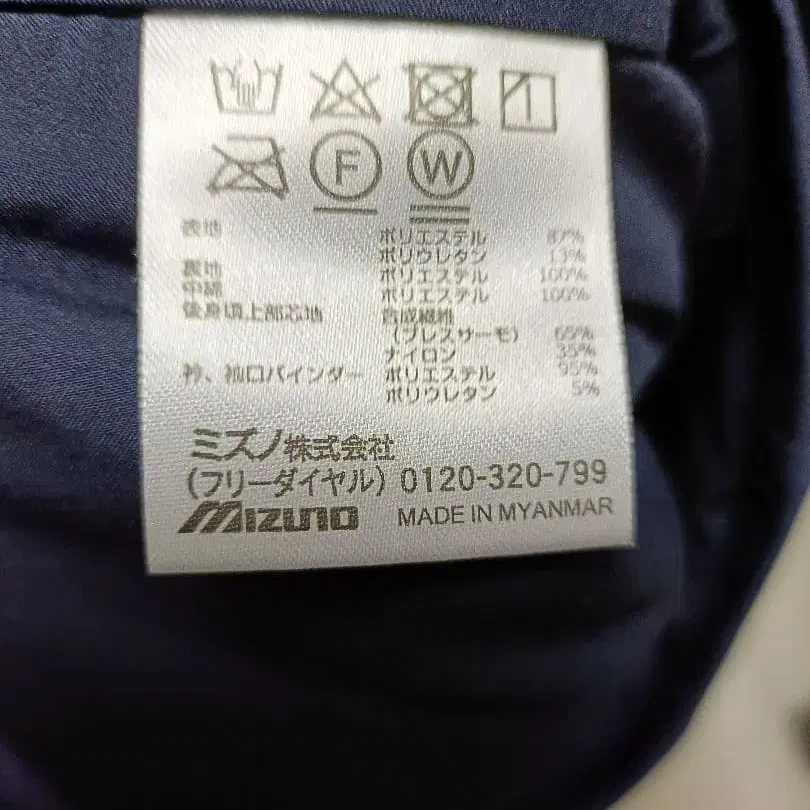 F W
表地 ポリエステル 87%
ポリウレタン 13%
裏地 ポリエステル 100%
中綿 ポリエステル 100%
後身頃上部芯地 合成繊維
（ブレスサーモ） 65%
ナイロン 35%
衿、袖口バインダー ポリエステル 95%
ポリウレタン 5%
ミズノ株式会社
(フリーダイヤル) 0120-320-799
MIZUNO MADE IN MYANMAR